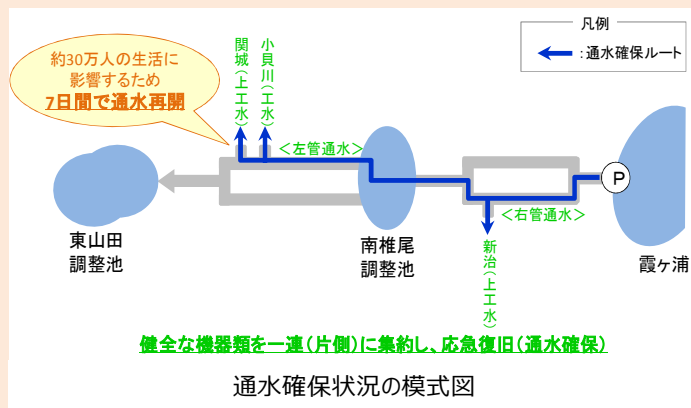 凡例
:通水確保ルート
約30万人の生活に
影響するため
7日間で通水再開
関城(上工水)
小貝川(工水)
<左管通水>
P
<右管通水>
新治(上工水)
東山田
調整池
南椎尾
調整池
霞ヶ浦
健全な機器類を一連(片側)に集約し、応急復旧(通水確保)
通水確保状況の模式図